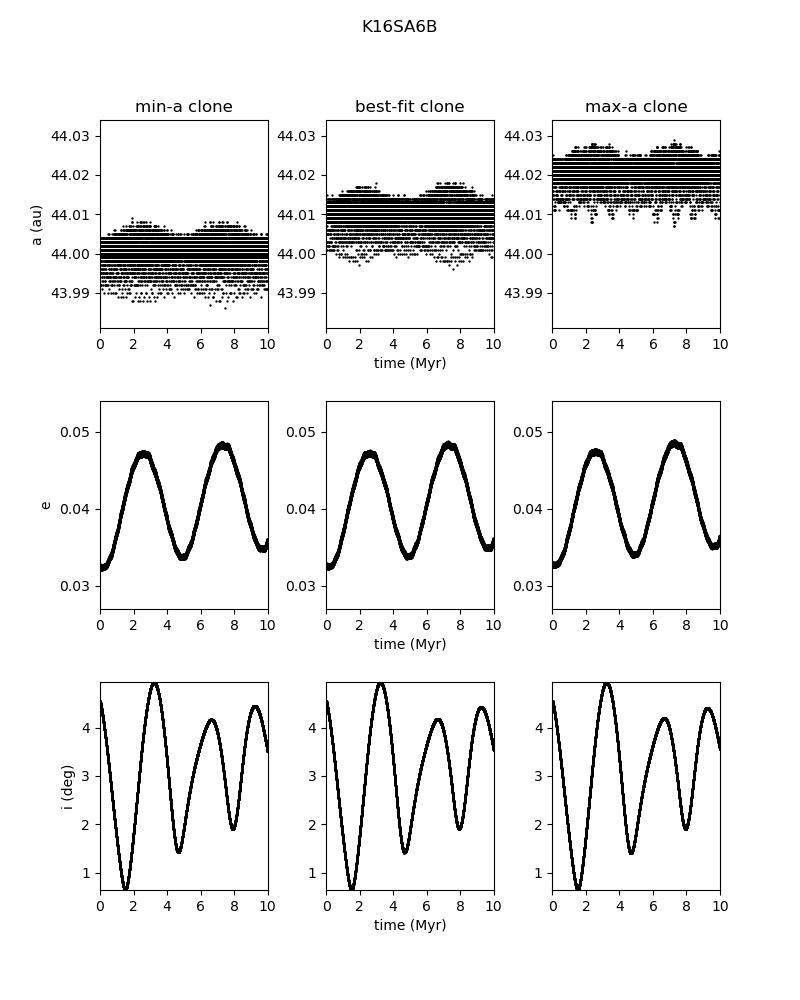 K16SA6B
min-a clone best-fit clone max-a clone
44.03 44.03 44.03
44.02 44.02 44.02
44.01 44.01 44.01
44.00 44.00 44.00
43.99 43.99 43.99
a (au)
0 2 4 6 8 10 0 2 4 6 8 10 0 2 4 6 8 10
time (Myr)
0.05 0.05 0.05
0.04 0.04 0.04
0.03 0.03 0.03
e
0 2 4 6 8 10 0 2 4 6 8 10 0 2 4 6 8 10
time (Myr)
4 4 4
3 3 3
2 2 2
1 1 1
i (deg)
0 2 4 6 8 10 0 2 4 6 8 10 0 2 4 6 8 10
time (Myr)